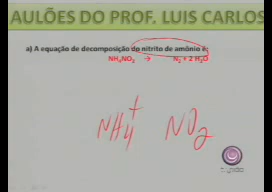 AULÕES DO PROF. LUIS CARLOS
a) A equação de decomposição do nitrito de amônio é:
NH₄NO₂ → N₂ + 2 H₂O
NH₄⁺ NO₂